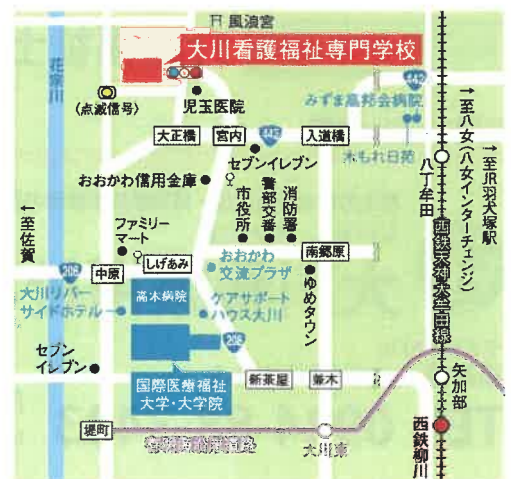 風浪宮
大川看護福祉専門学校
花宗川
(点滅信号)
児玉医院
442
みずま高邦会病院
大正橋
宮内
442
入道橋
木もれ日苑
セブンイレブン
おおかわ信用金庫
市役所
警部交番
消防署
八丁牟田
→至八女(八女インターチェンジ)
→至JR羽犬塚駅
←至佐賀
ファミリー
マート
しげあみ
208
中原
おおかわ
交流プラザ
南郷原
ゆめタウン
西鉄天神大牟田線
大川リバー
サイドホテル
高木病院
ケアサポート
ハウス大川
208
セブン
イレブン
国際医療福祉
大学・大学院
新茶屋
兼木
矢加部
堤町
大川東
西鉄柳川